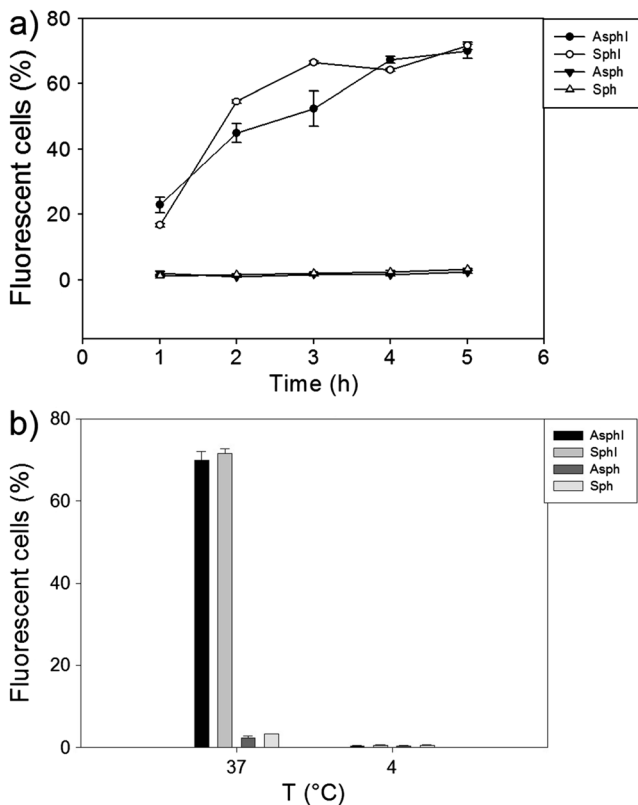 a)
80
60
40
20
0
Fluorescent cells (%)
0 1 2 3 4 5 6
Time (h)
AsphI
SphI
Asph
Sph
b)
80
60
40
20
0
Fluorescent cells (%)
37 4
T (°C)
AsphI
SphI
Asph
Sph